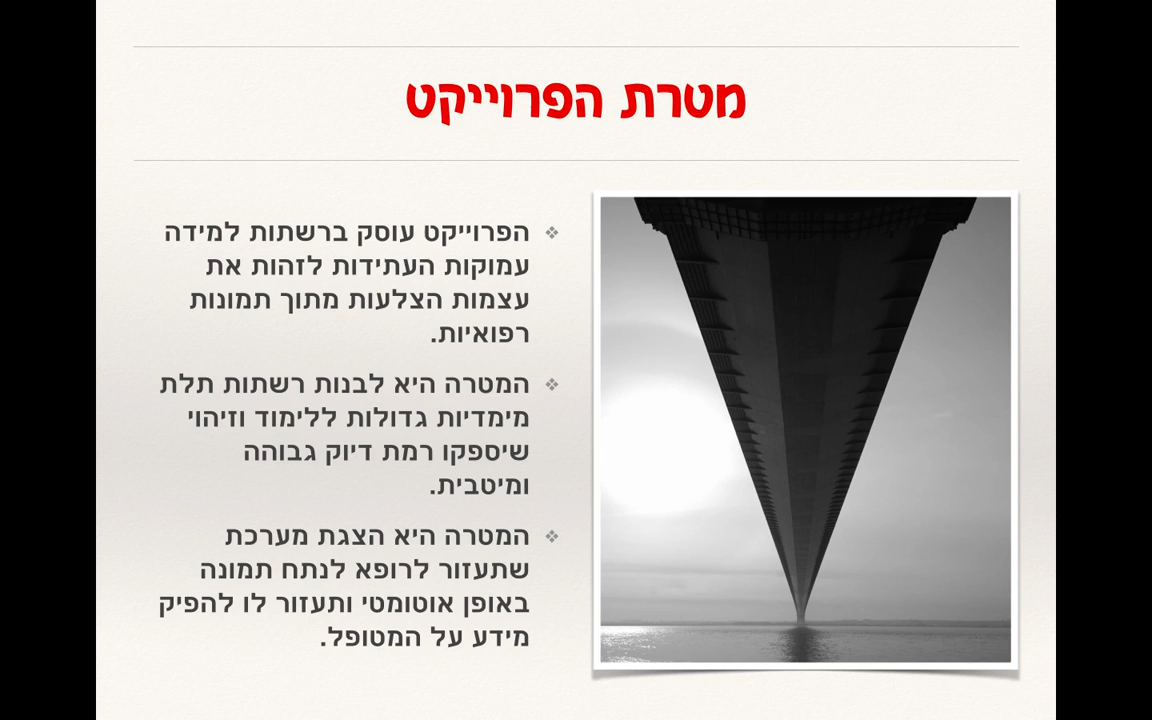 מטרת הפרוייקט
הפרוייקט עוסק ברשתות למידה
עמוקות העתידות לזהות את
עצמות הצלעות מתוך תמונות
רפואיות.
המטרה היא לבנות רשתות תלת
מימדיות גדולות ללימוד וזיהוי
שיספקו רמת דיוק גבוהה
ומיטבית.
המטרה היא הצגת מערכת
שתעזור לרופא לנתח תמונה
באופן אוטומטי ותעזור לו להפיק
מידע על המטופל.